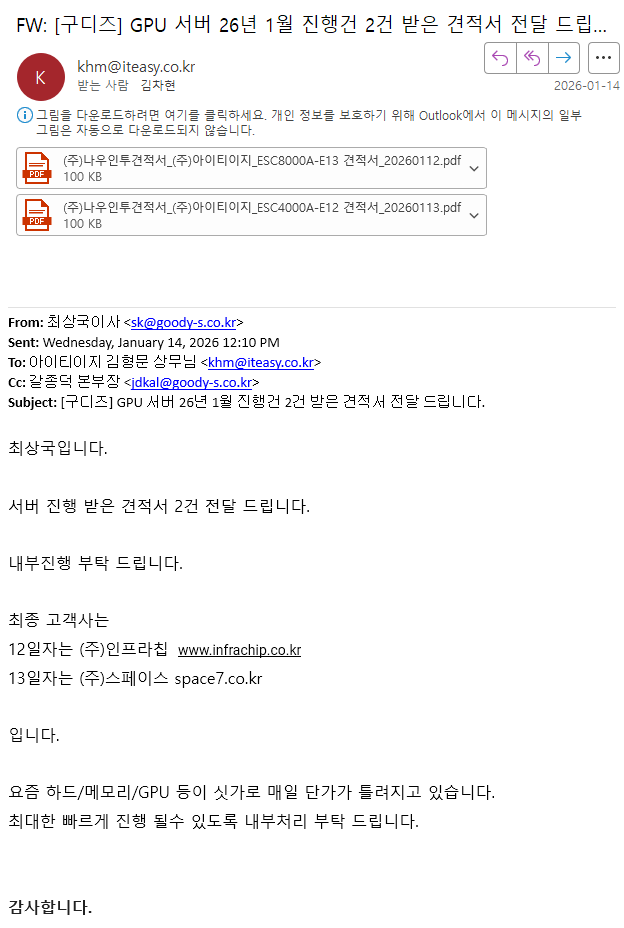 FW: [구디즈] GPU 서버 26년 1월 진행건 2건 받은 견적서 전달 드립...
K
khm@iteasy.co.kr
받는 사람 김차현
2026-01-14
그림을 다운로드하려면 여기를 클릭하세요. 개인 정보를 보호하기 위해 Outlook에서 이 메시지의 일부
그림은 자동으로 다운로드되지 않습니다.
PDF
(주)나우인투견적서_(주)아이티이지_ESC8000A-E13 견적서_20260112.pdf
100 KB
PDF
(주)나우인투견적서_(주)아이티이지_ESC4000A-E12 견적서_20260113.pdf
100 KB
From: 최상국이사 <sk@goody-s.co.kr>
Sent: Wednesday, January 14, 2026 12:10 PM
To: 아이티이지 김형문 상무님 <khm@iteasy.co.kr>
Cc: 갈종덕 본부장 <jdkal@goody-s.co.kr>
Subject: [구디즈] GPU 서버 26년 1월 진행건 2건 받은 견적서 전달 드립니다.
최상국입니다.
서버 진행 받은 견적서 2건 전달 드립니다.
내부진행 부탁 드립니다.
최종 고객사는
12일자는 (주)인프라칩 www.infrachip.co.kr
13일자는 (주)스페이스 space7.co.kr
입니다.
요즘 하드/메모리/GPU 등이 싯가로 매일 단가가 틀려지고 있습니다.
최대한 빠르게 진행 될수 있도록 내부처리 부탁 드립니다.
감사합니다.